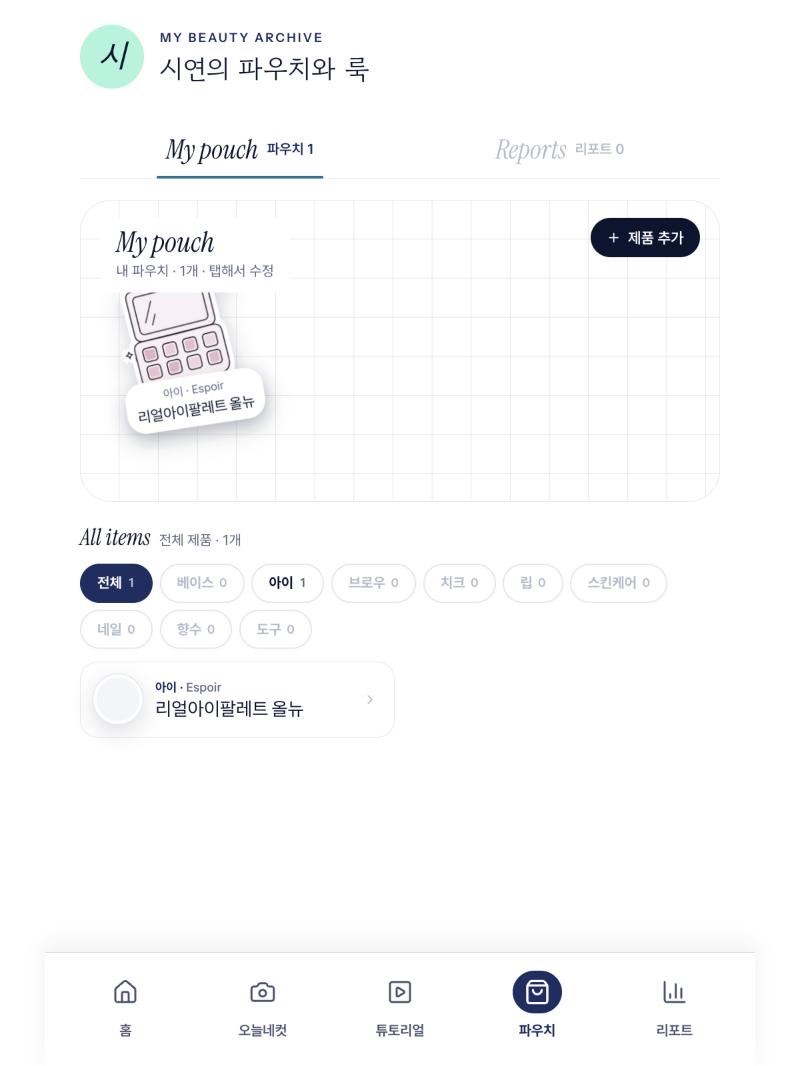 시
MY BEAUTY ARCHIVE
시연의 파우치와 룩
My pouch 파우치 1
Reports 리포트 0
My pouch
+ 제품 추가
내 파우치 · 1개 · 탭해서 수정
아이 · Espoir
리얼아이팔레트 올뉴
All items 전체 제품 · 1개
전체 1
베이스 0
아이 1
브로우 0
치크 0
립 0
스킨케어 0
네일 0
향수 0
도구 0
아이 · Espoir
리얼아이팔레트 올뉴
홈
오늘네컷
튜토리얼
파우치
리포트